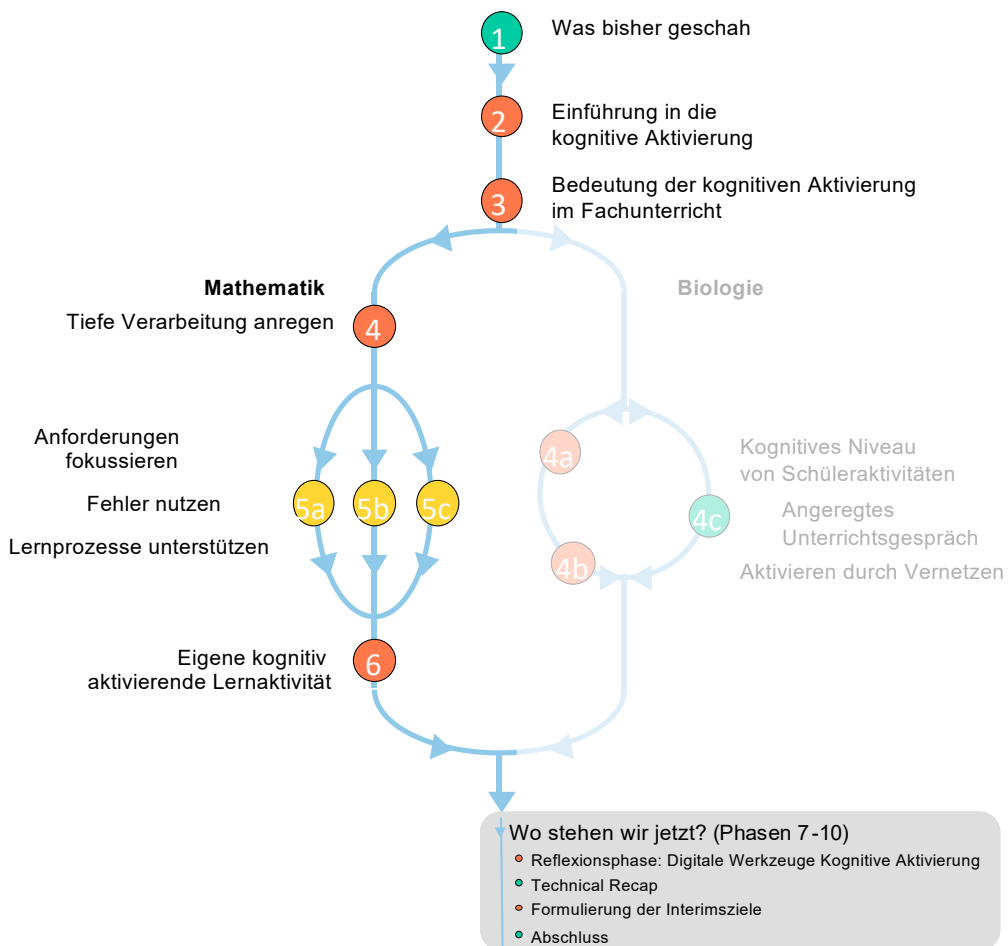 1
Was bisher geschah
2
Einführung in die
kognitive Aktivierung
3
Bedeutung der kognitiven Aktivierung
im Fachunterricht
Mathematik
Tiefe Verarbeitung anregen
4
Anforderungen
fokussieren
Fehler nutzen
Lernprozesse unterstützen
5a
5b
5c
Eigene kognitiv
aktivierende Lernaktivität
6
Biologie
4a
4b
4c
Kognitives Niveau
von Schüleraktivitäten
Angeregtes
Unterrichtsgespräch
Aktivieren durch Vernetzen
Wo stehen wir jetzt? (Phasen 7-10)
Reflexionsphase: Digitale Werkzeuge Kognitive Aktivierung
Technical Recap
Formulierung der Interimsziele
Abschluss